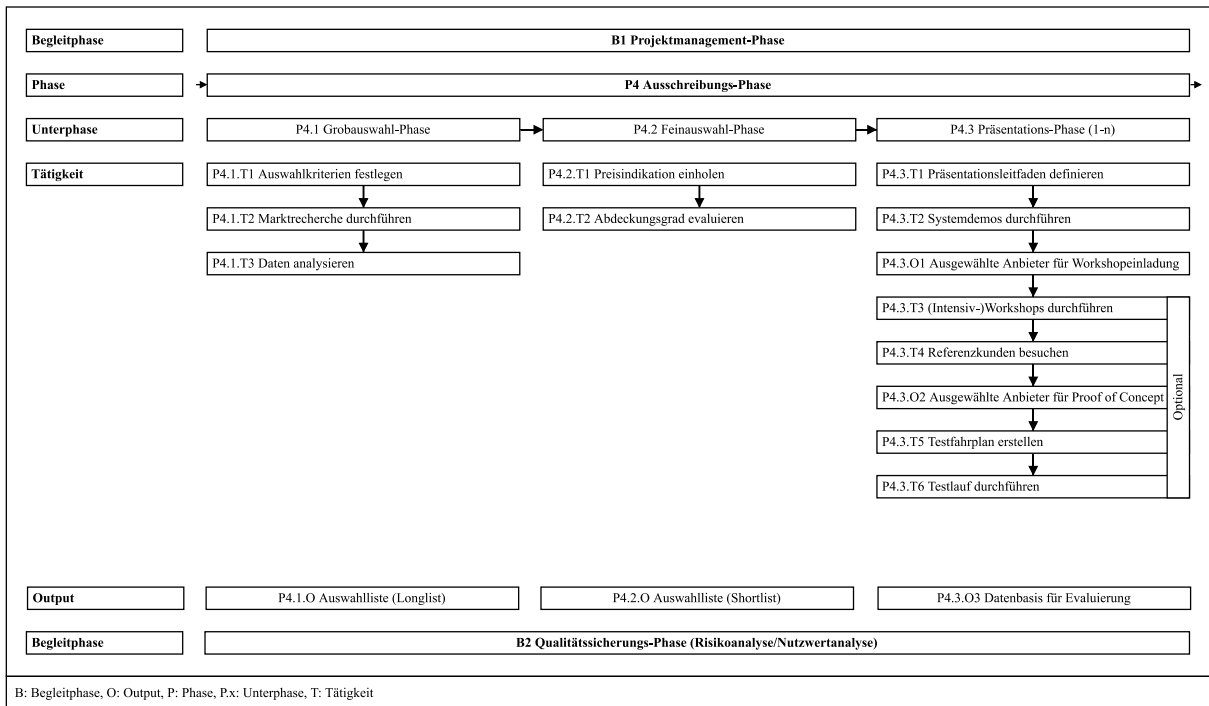 Begleitphase
B1 Projektmanagement-Phase
Phase
P4 Ausschreibungs-Phase
Unterphase
P4.1 Grobauswahl-Phase
P4.2 Feinauswahl-Phase
P4.3 Präsentations-Phase (1-n)
Tätigkeit
P4.1.T1 Auswahlkriterien festlegen
P4.1.T2 Marktrecherche durchführen
P4.1.T3 Daten analysieren
P4.2.T1 Preisindikation einholen
P4.2.T2 Abdeckungsgrad evaluieren
P4.3.T1 Präsentationsleitfaden definieren
P4.3.T2 Systemdemos durchführen
P4.3.O1 Ausgewählte Anbieter für Workshopeinladung
P4.3.T3 (Intensiv-)Workshops durchführen
P4.3.T4 Referenzkunden besuchen
P4.3.O2 Ausgewählte Anbieter für Proof of Concept
P4.3.T5 Testfahrplan erstellen
P4.3.T6 Testlauf durchführen
Optional
Output
P4.1.O Auswahlliste (Longlist)
P4.2.O Auswahlliste (Shortlist)
P4.3.O3 Datenbasis für Evaluierung
Begleitphase
B2 Qualitätssicherungs-Phase (Risikoanalyse/Nutzwertanalyse)
B: Begleitphase, O: Output, P: Phase, P.x: Unterphase, T: Tätigkeit